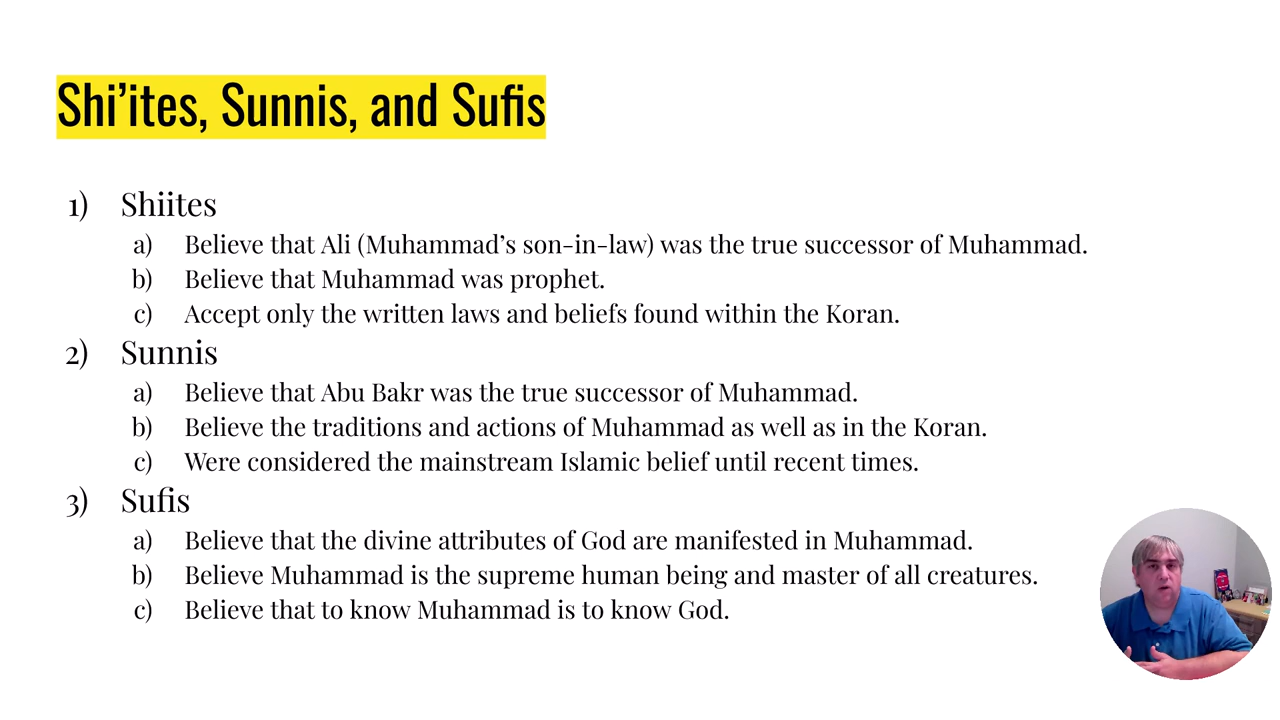 Shi’ites, Sunnis, and Sufis
1) Shiites
a) Believe that Ali (Muhammad’s son-in-law) was the true successor of Muhammad.
b) Believe that Muhammad was prophet.
c) Accept only the written laws and beliefs found within the Koran.
2) Sunnis
a) Believe that Abu Bakr was the true successor of Muhammad.
b) Believe the traditions and actions of Muhammad as well as in the Koran.
c) Were considered the mainstream Islamic belief until recent times.
3) Sufis
a) Believe that the divine attributes of God are manifested in Muhammad.
b) Believe Muhammad is the supreme human being and master of all creatures.
c) Believe that to know Muhammad is to know God.